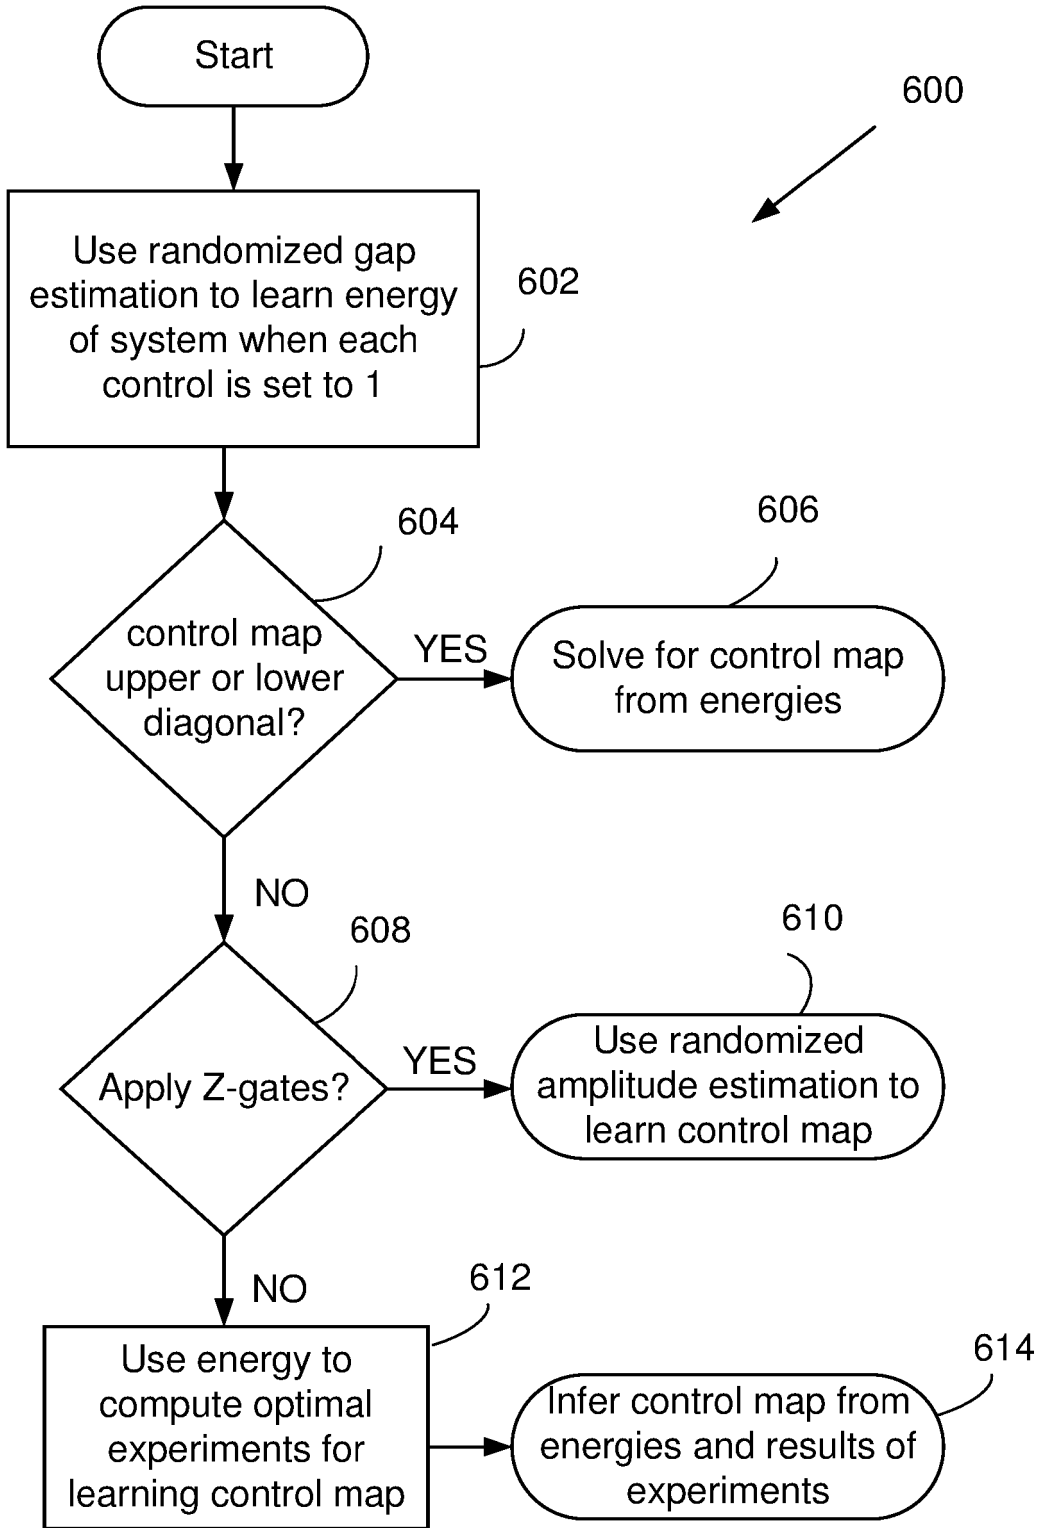 Start
600
Use randomized gap
estimation to learn energy
of system when each
control is set to 1
602
604
control map
upper or lower
diagonal?
YES
606
Solve for control map
from energies
NO
608
Apply Z-gates?
YES
610
Use randomized
amplitude estimation to
learn control map
NO
612
Use energy to
compute optimal
experiments for
learning control map
614
Infer control map from
energies and results of
experiments